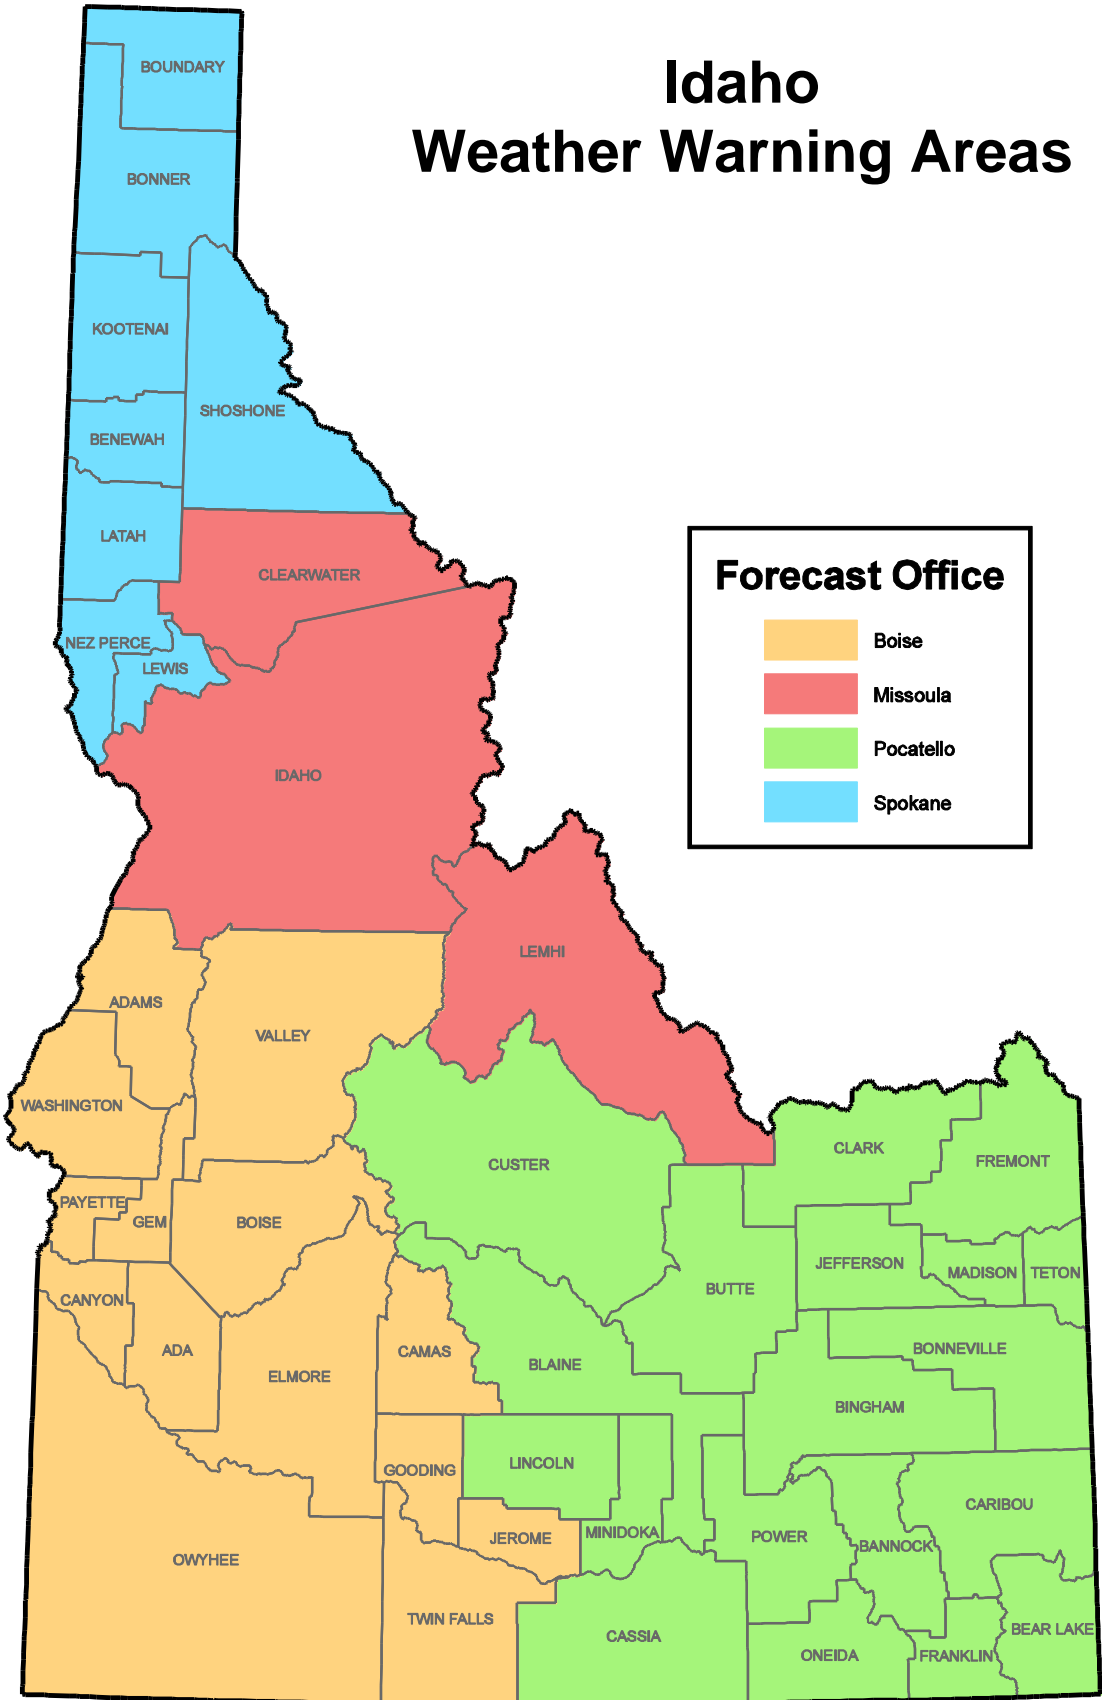 Idaho
Weather Warning Areas
BOUNDARY
BONNER
KOOTENAI
SHOSHONE
BENEWAH
LATAH
CLEARWATER
NEZ PERCE
LEWIS
IDAHO
Forecast Office
Boise
Missoula
Pocatello
Spokane
LEMHI
ADAMS
VALLEY
WASHINGTON
CUSTER
CLARK
FREMONT
PAYETTE
GEM
BOISE
JEFFERSON
MADISON
TETON
BUTTE
CANYON
ADA
ELMORE
CAMAS
BLAINE
BONNEVILLE
BINGHAM
GOODING
LINCOLN
CARIBOU
JEROME
MINIDOKA
POWER
BANNOCK
OWYHEE
TWIN FALLS
CASSIA
ONEIDA
FRANKLIN
BEAR LAKE